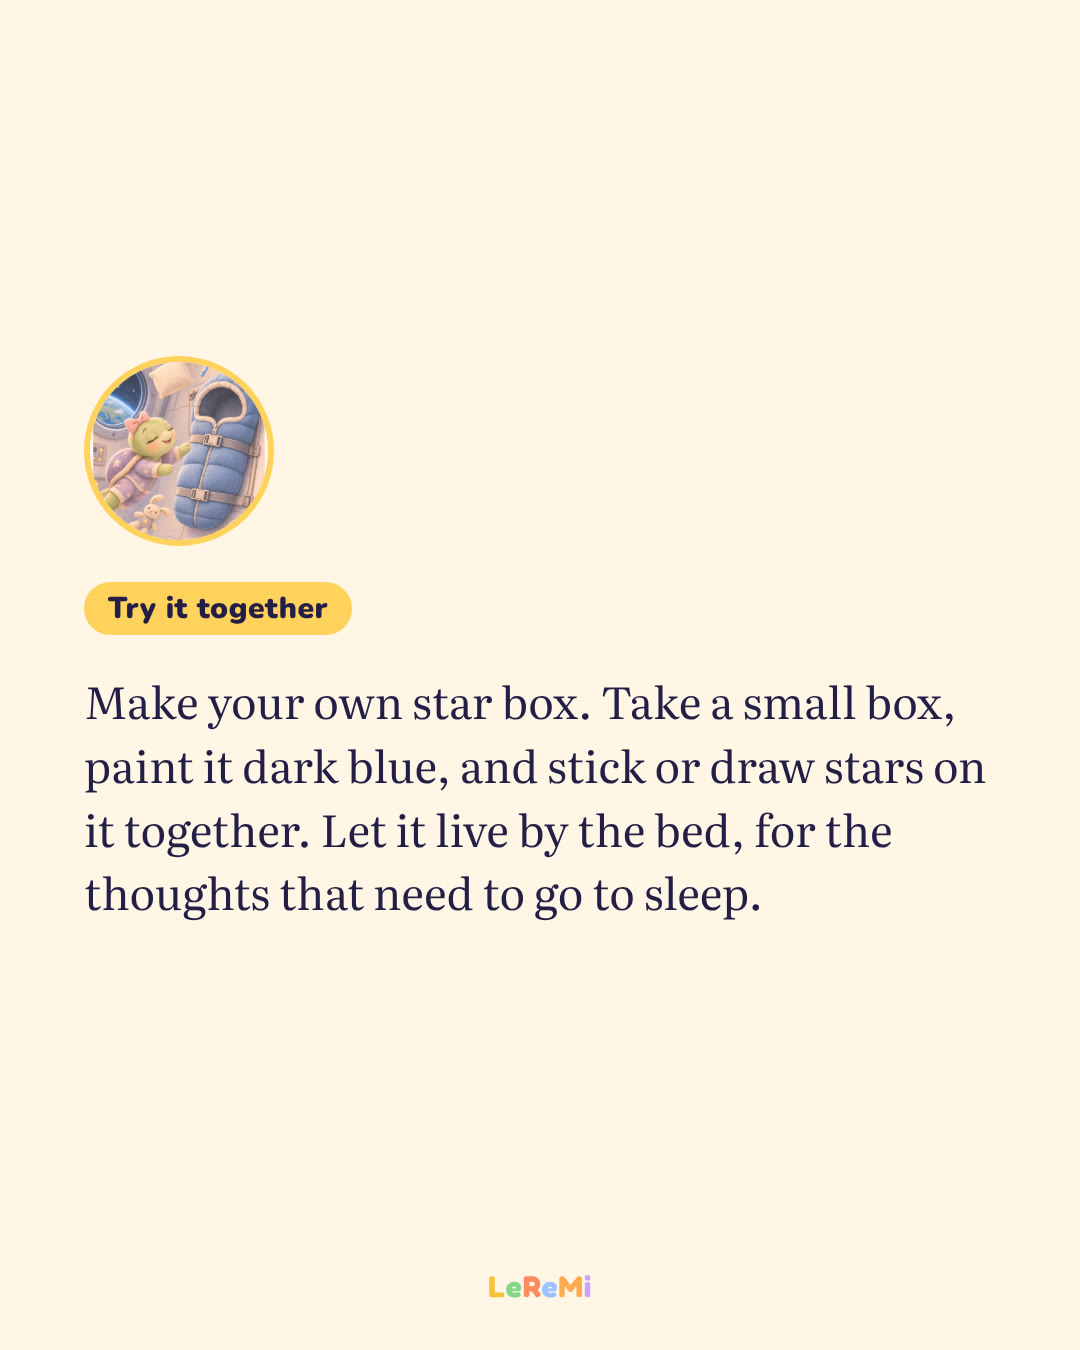 Try it together
Make your own star box. Take a small box,
paint it dark blue, and stick or draw stars on
it together. Let it live by the bed, for the
thoughts that need to go to sleep.
LeReMi